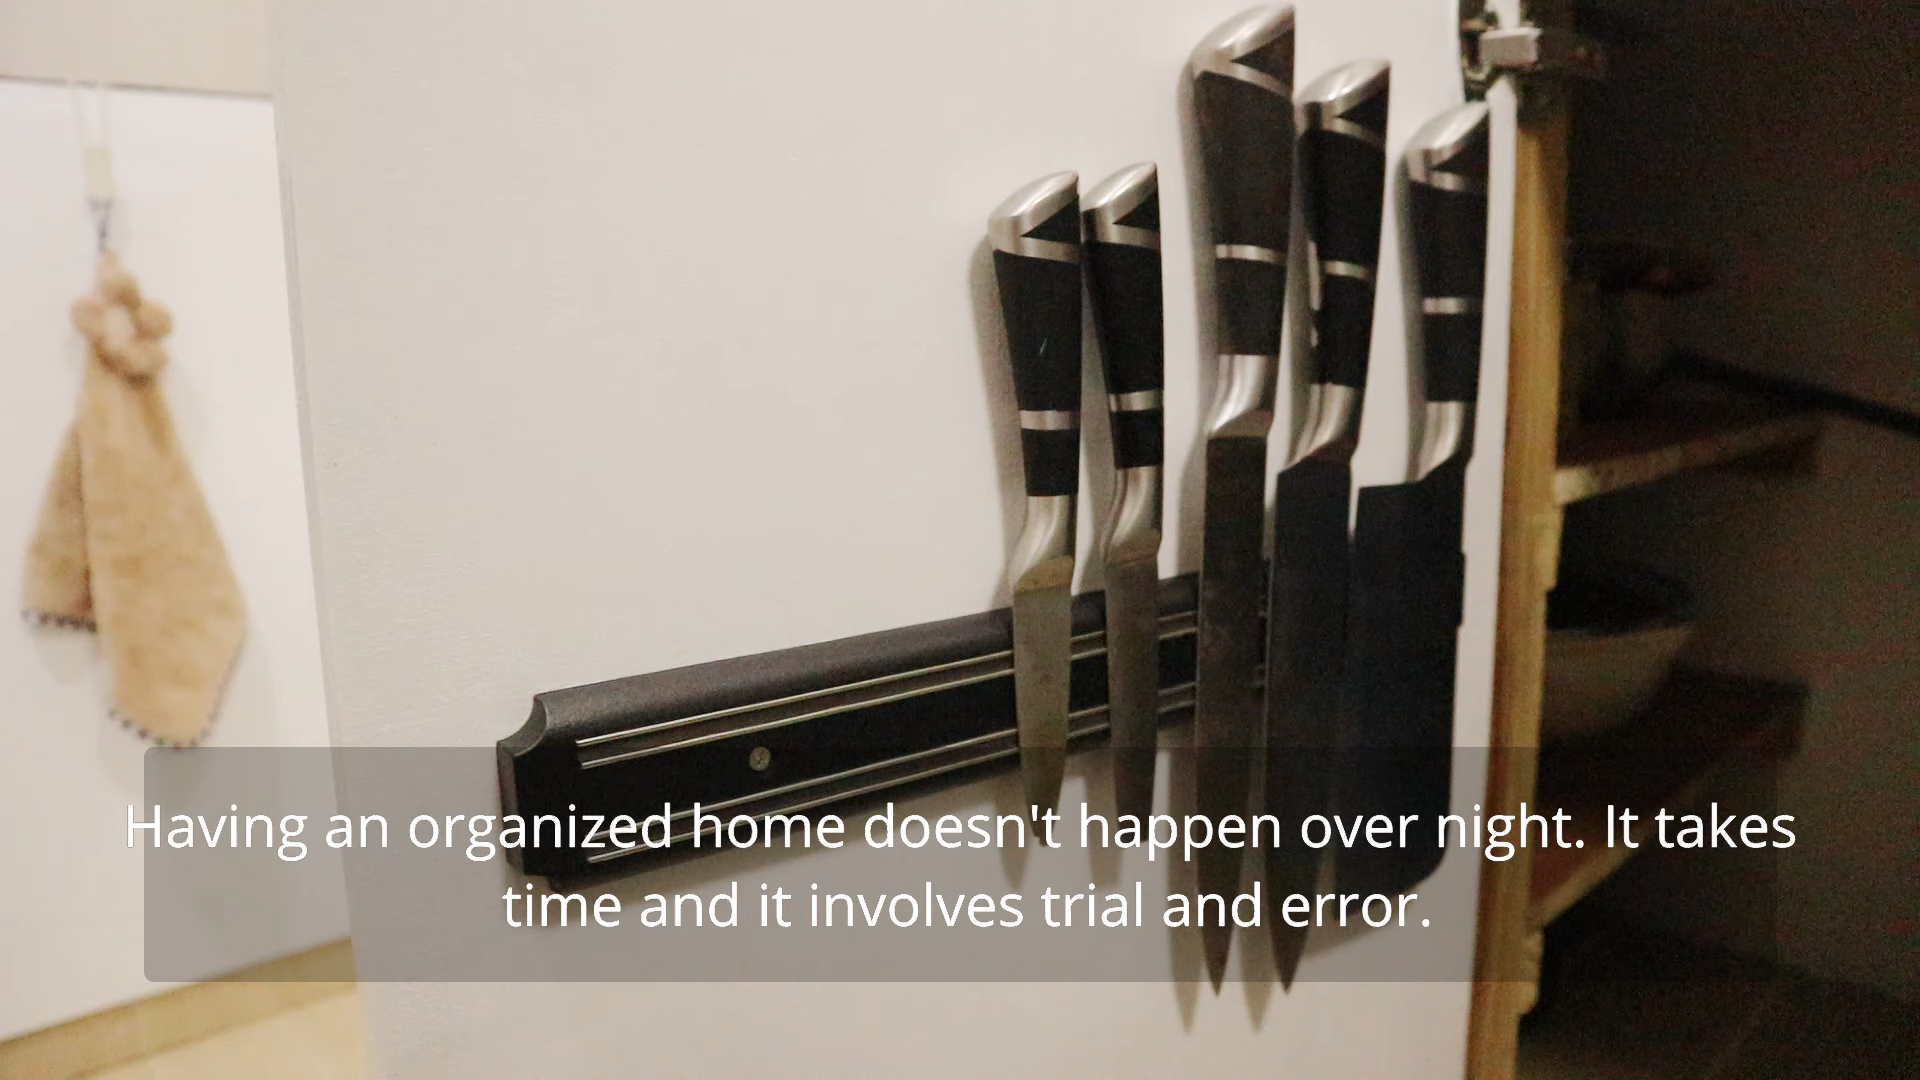 Having an organized home doesn't happen over night. It takes
time and it involves trial and error.